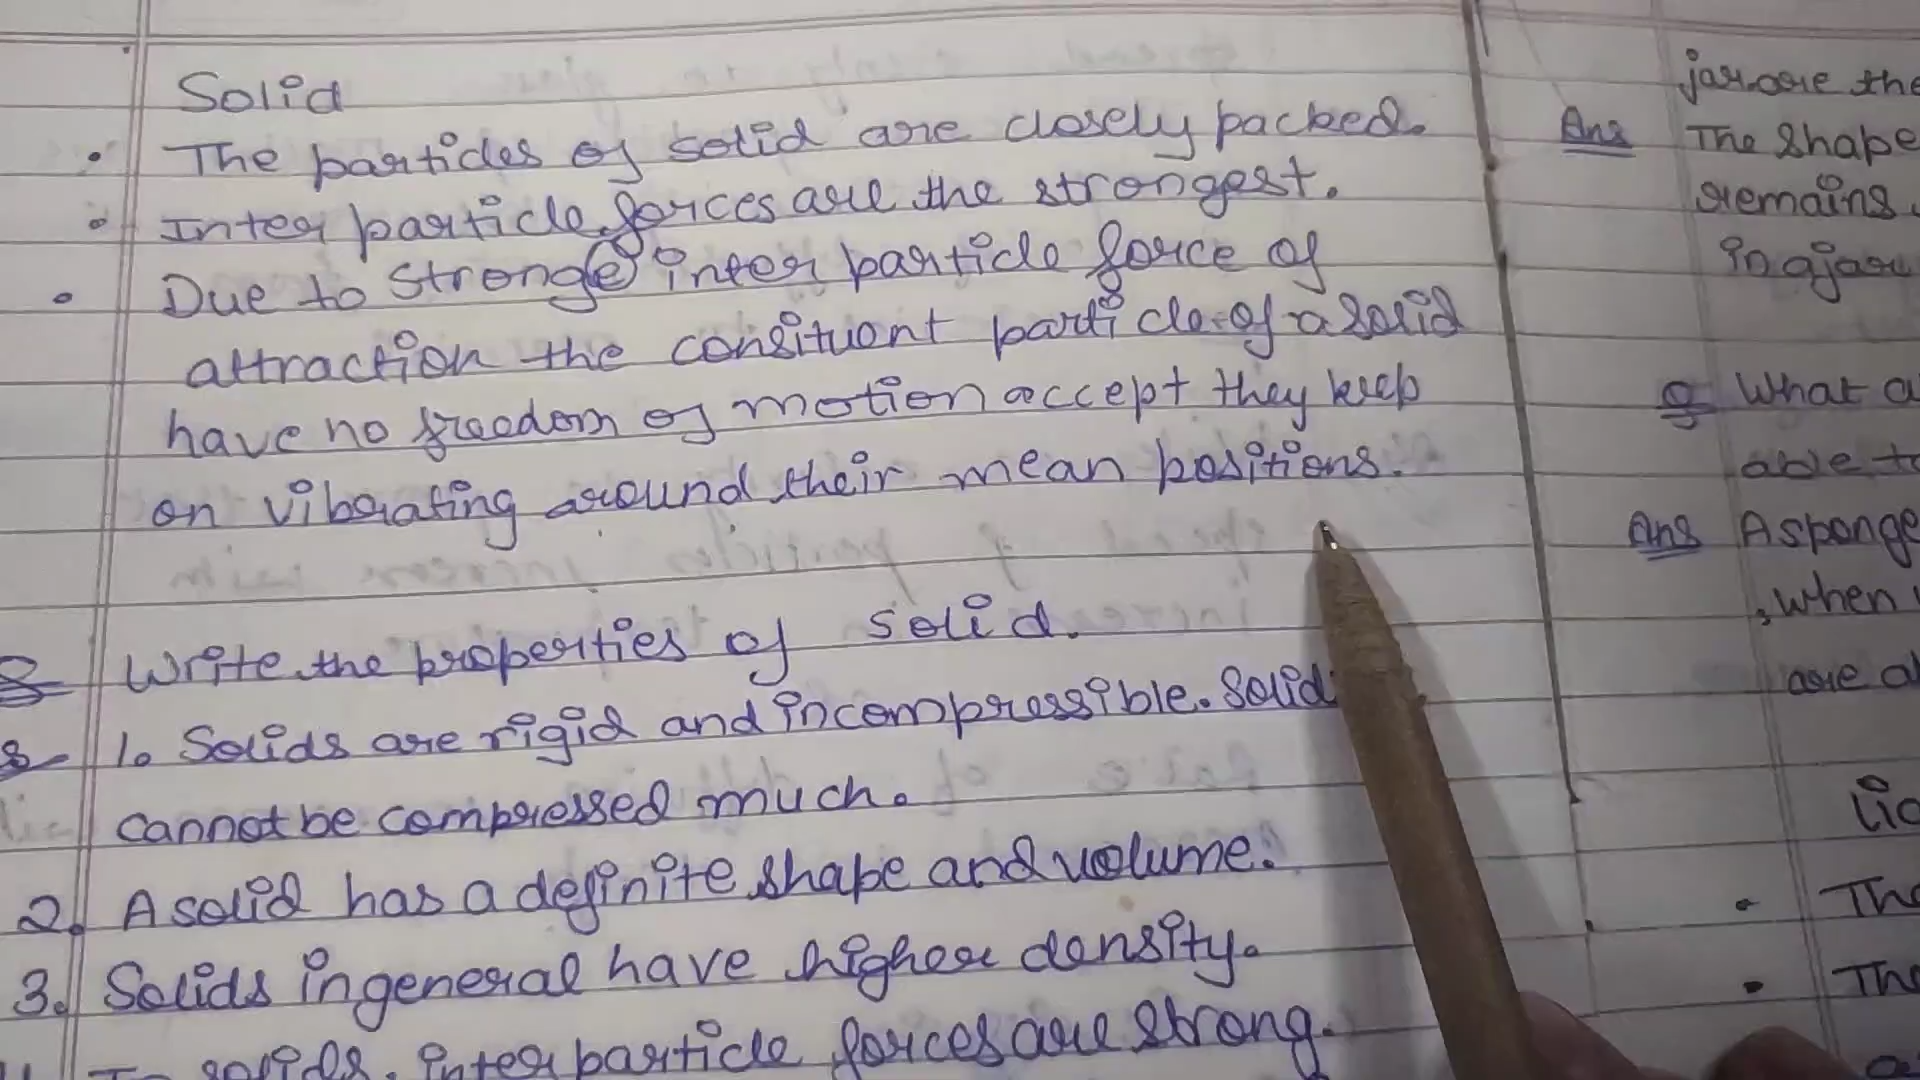 Solid
• The particles of solid are closely packed.
• Inter particle forces are the strongest.
• Due to stronge inter particle force of
attraction the consituont particle of a solid
have no freedom of motion accept they keep
on vibrating around their mean positions.
Q Write the properties of solid.
1. Solids are rigid and incompressible. Solid
cannot be compressed much.
2. A solid has a definite shape and volume.
3. Solids in general have higher density.
solids, inter particle forces are strong.
jar are the
Ans The shape
remains
in a jar
Q What a
able to
Ans A sponge
, when
are al
• The
• The